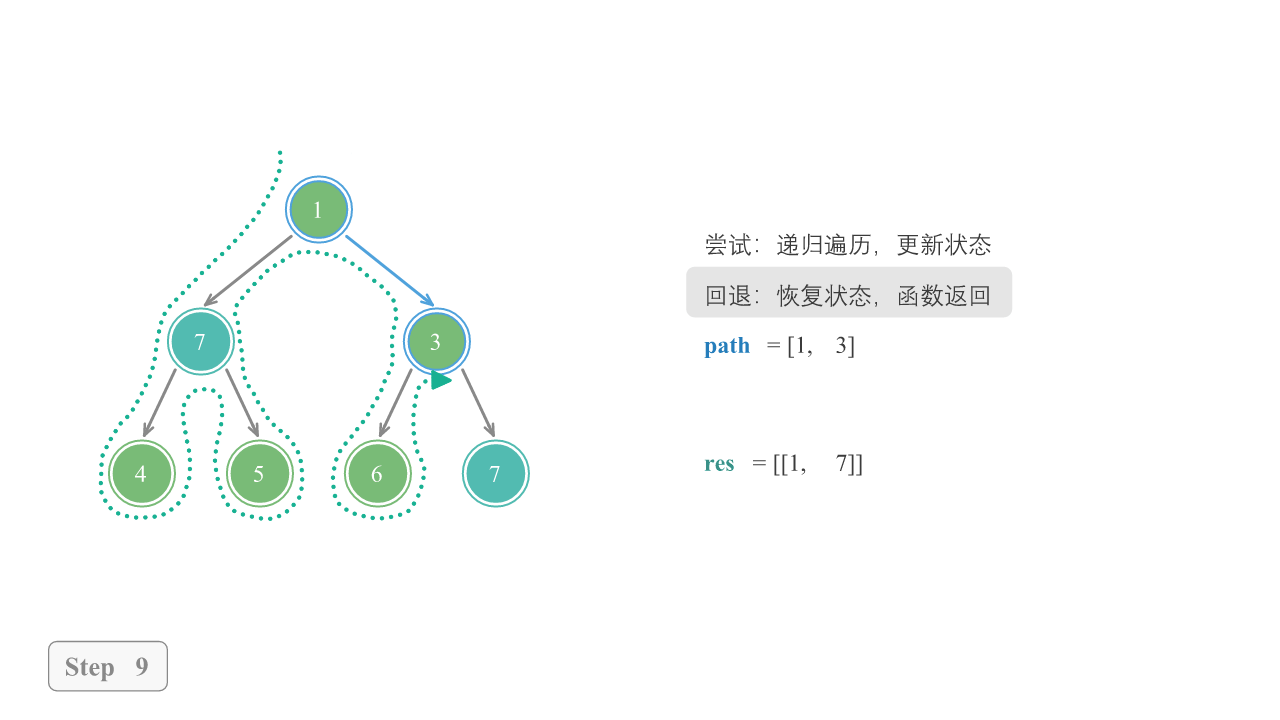 1
尝试：递归遍历，更新状态
回退：恢复状态，函数返回
7
3
path = [1, 3]
4
5
6
7
res = [[1, 7]]
Step 9